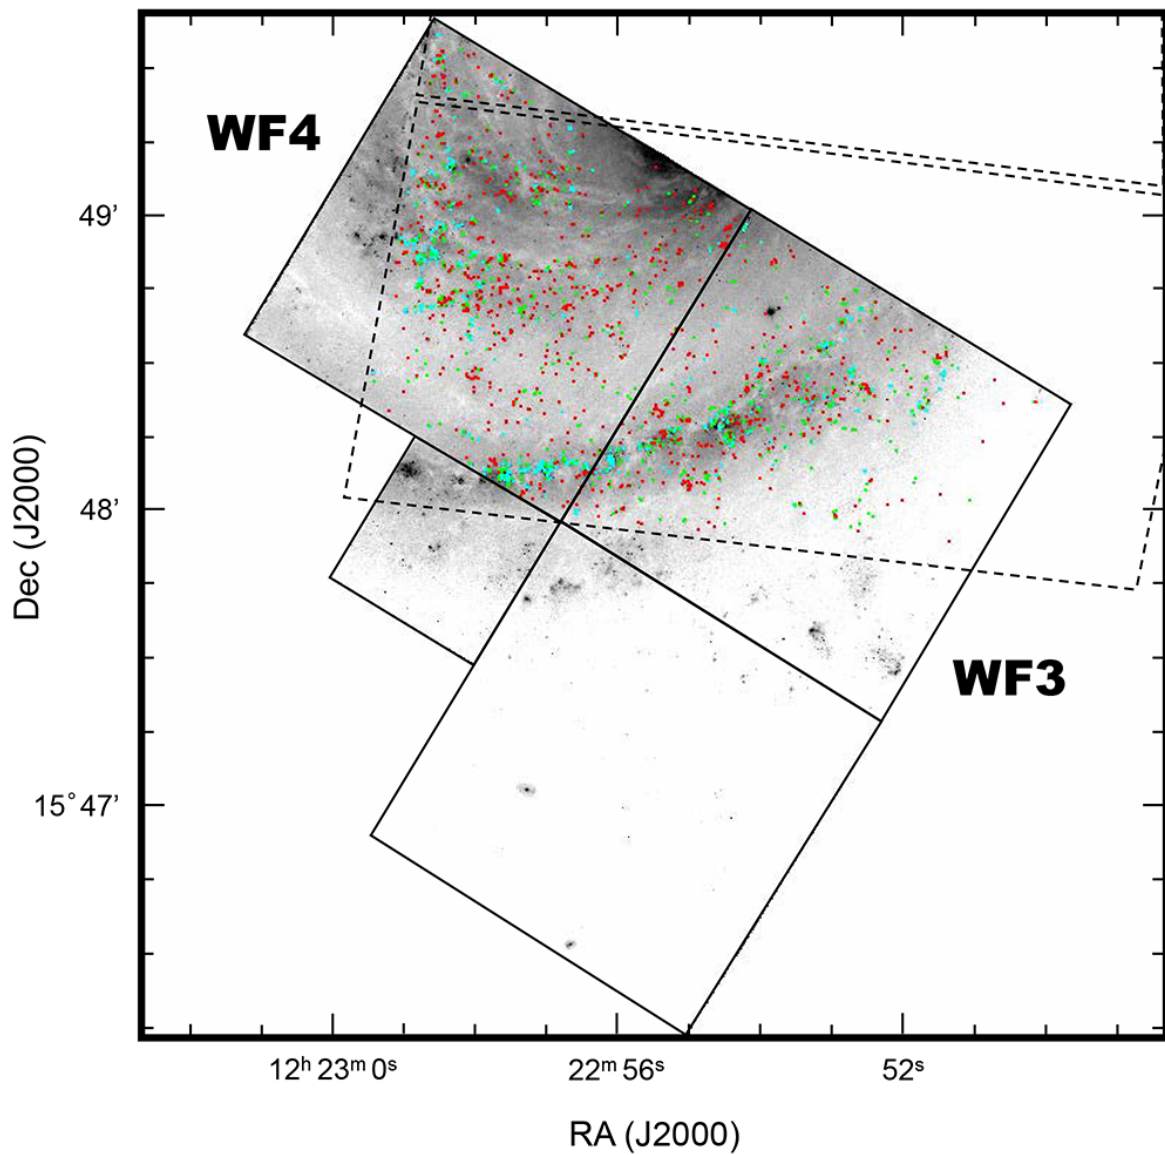 WF4
49’
48’
Dec (J2000)
WF3
15° 47’
12ʰ 23ᵐ 0ˢ 22ᵐ 56ˢ 52ˢ
RA (J2000)